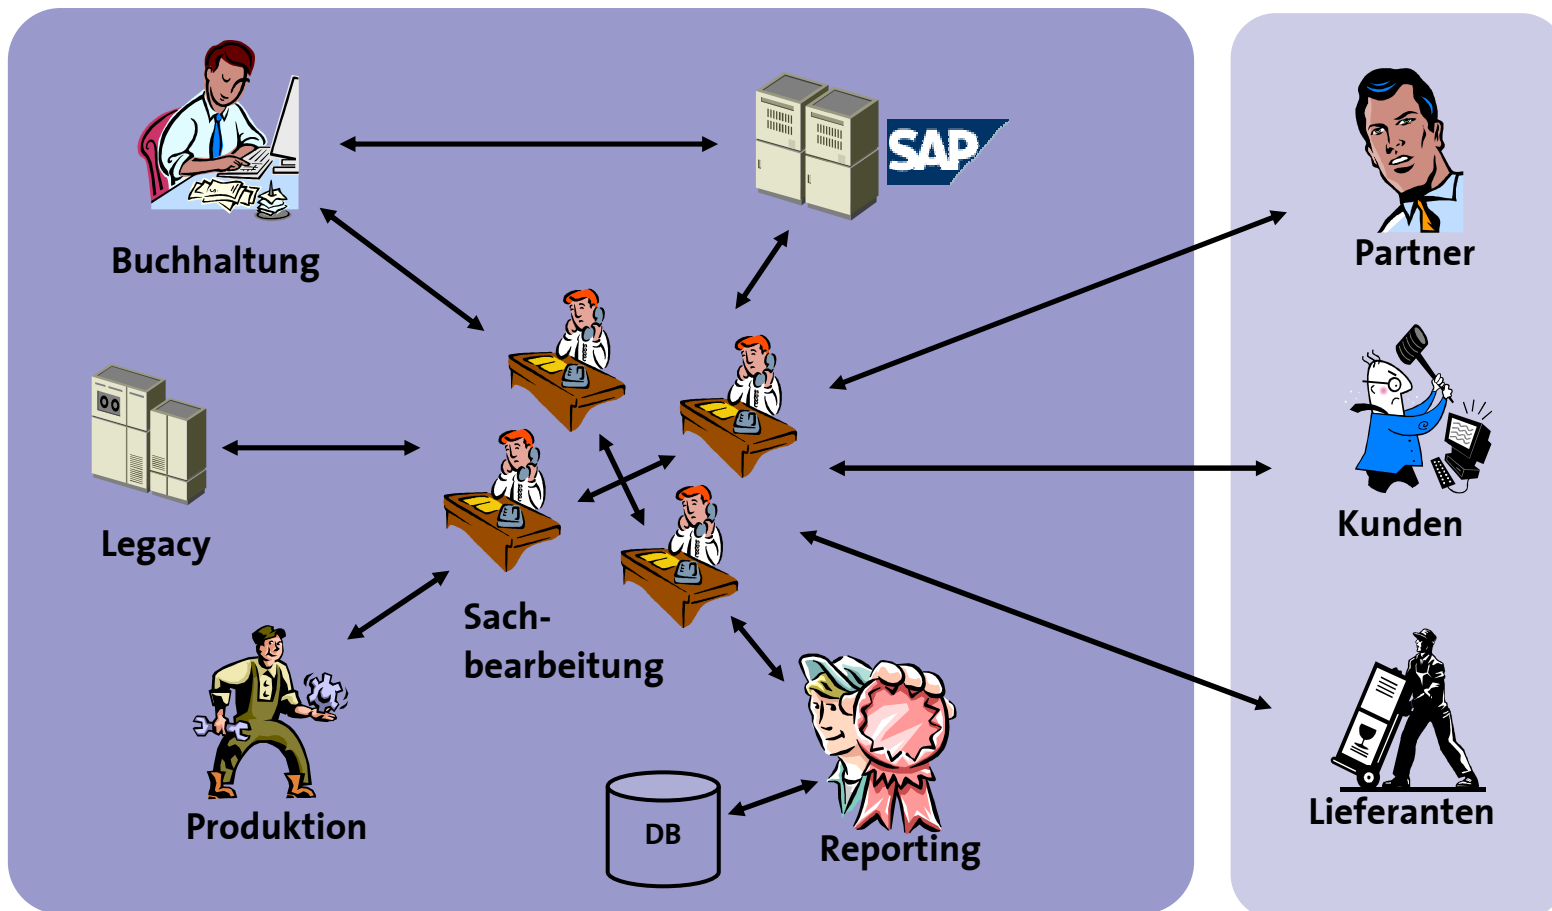 SAP
Buchhaltung
Partner
Kunden
Legacy
Sach-
bearbeitung
Produktion
DB
Reporting
Lieferanten